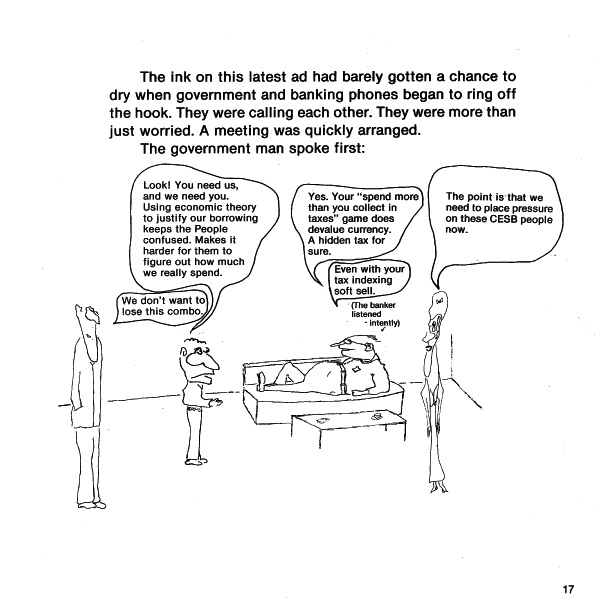 The ink on this latest ad had barely gotten a chance to
dry when government and banking phones began to ring off
the hook. They were calling each other. They were more than
just worried. A meeting was quickly arranged.
The government man spoke first:
Look! You need us,
and we need you.
Using economic theory
to justify our borrowing
keeps the People
confused. Makes it
harder for them to
figure out how much
we really spend.
We don't want to
lose this combo.
Yes. Your "spend more
than you collect in
taxes" game does
devalue currency.
A hidden tax for
sure.
Even with your
tax indexing
soft sell.
(The banker
listened
- intently)
The point is that we
need to place pressure
on these CESB people
now.
17